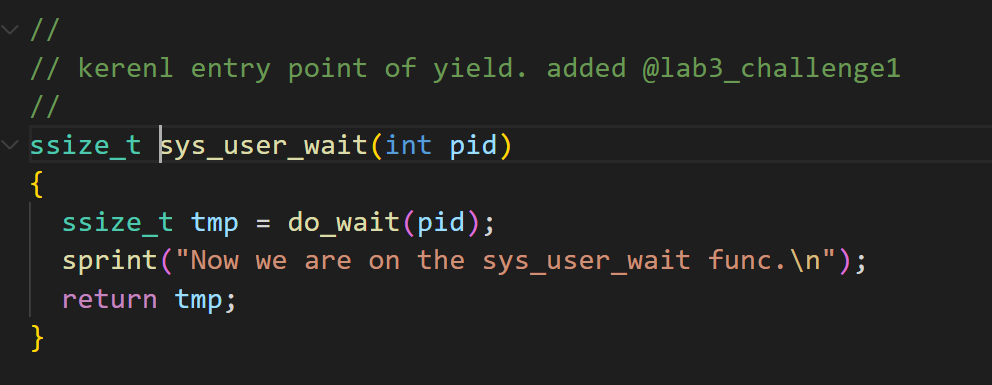 //
// kerenl entry point of yield. added @lab3_challenge1
//
ssize_t sys_user_wait(int pid)
{
  ssize_t tmp = do_wait(pid);
  sprint("Now we are on the sys_user_wait func.\n");
  return tmp;
}